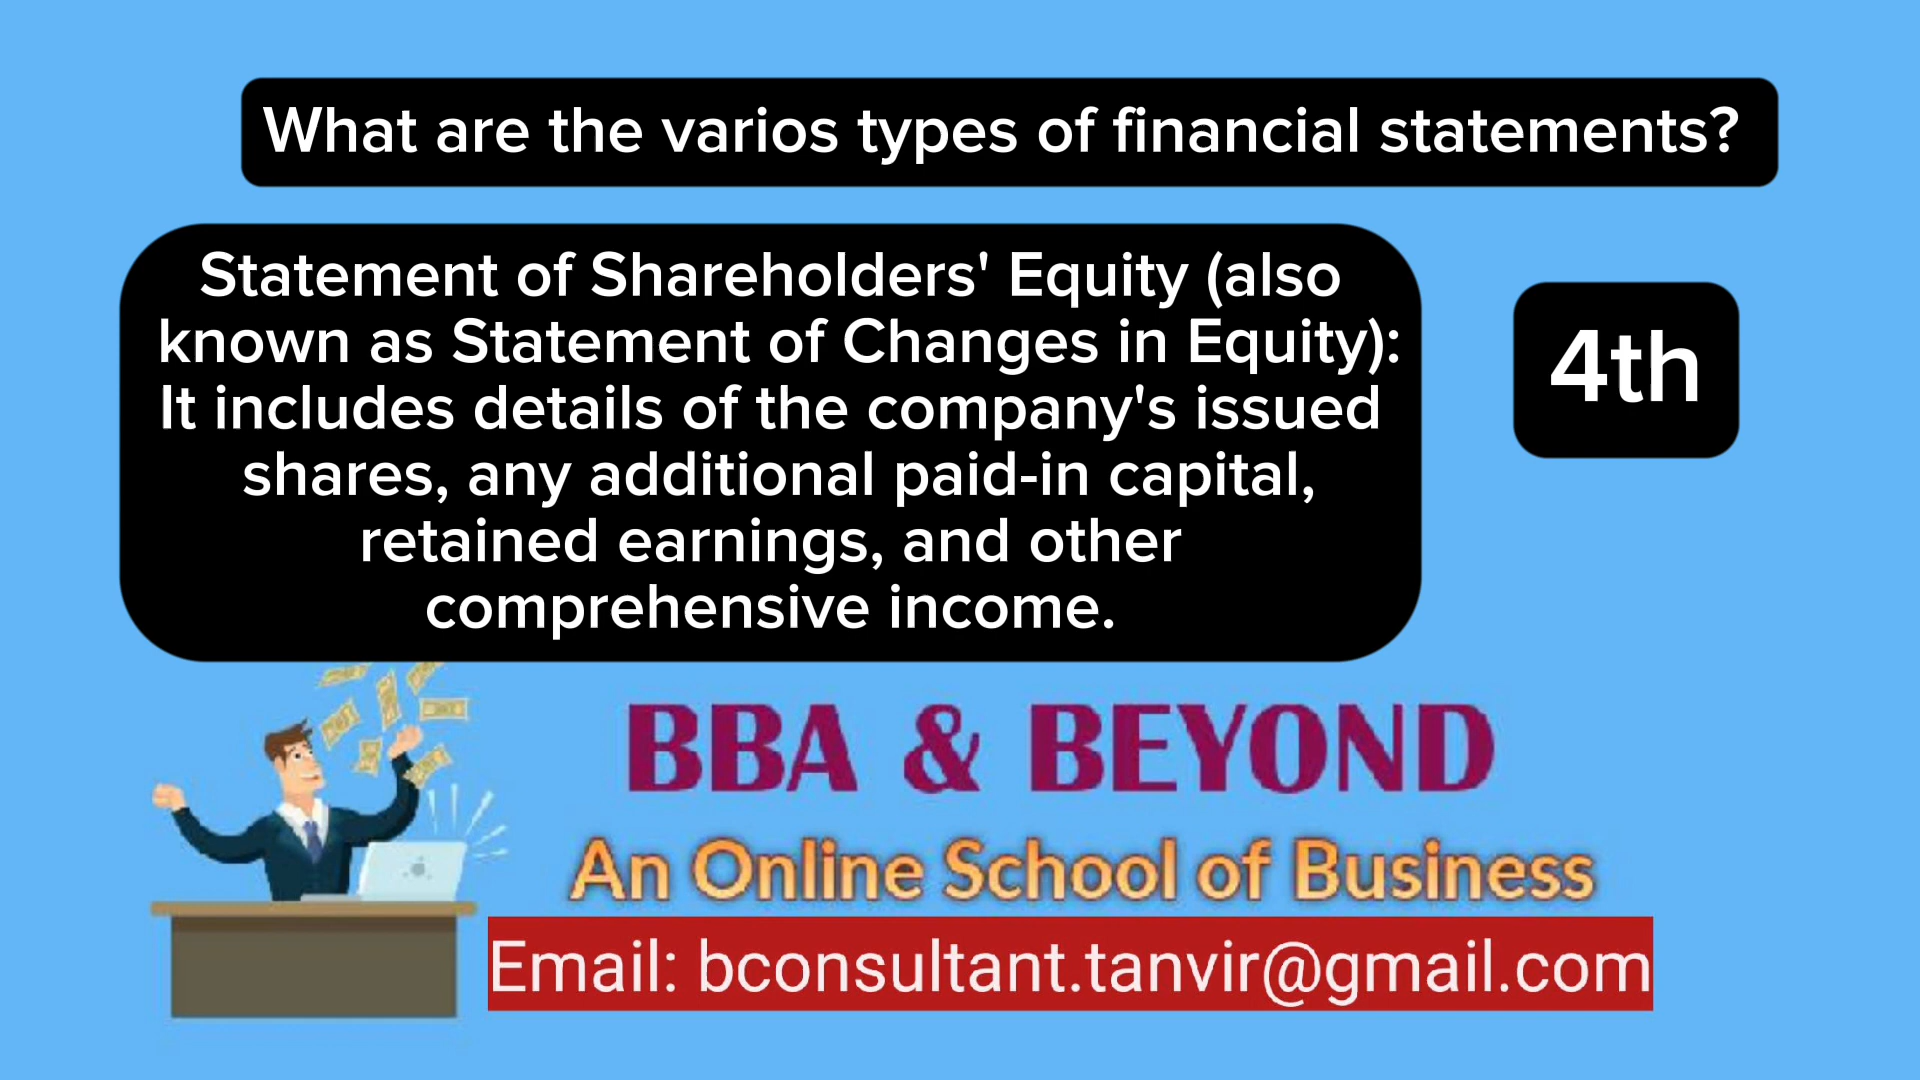 What are the varios types of financial statements?
Statement of Shareholders' Equity (also
known as Statement of Changes in Equity):
It includes details of the company's issued
shares, any additional paid-in capital,
retained earnings, and other
comprehensive income.
4th
BBA & BEYOND
An Online School of Business
Email: bconsultant.tanvir@gmail.com